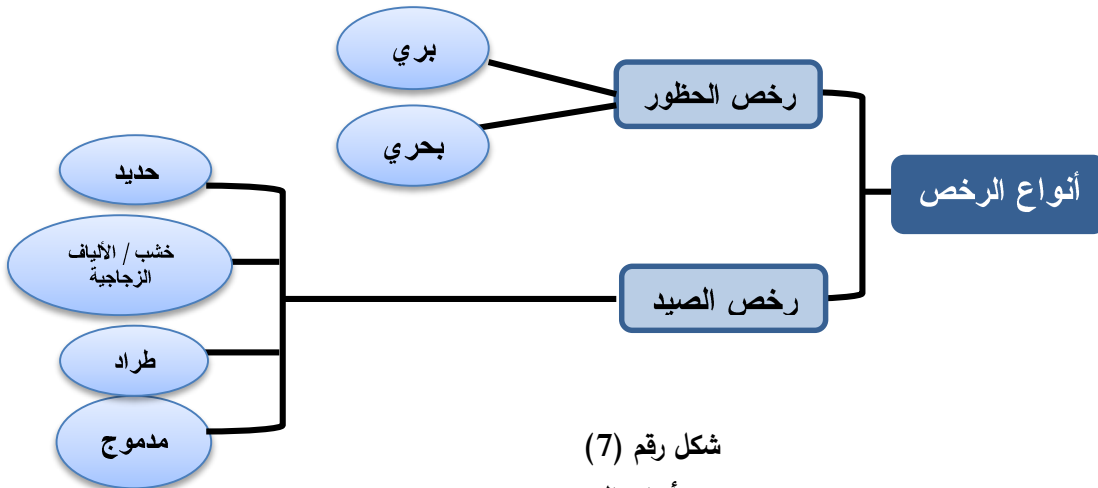 أنواع الرخص
رخص الحظور
بري
بحري
رخص الصيد
حديد
خشب / الألياف
الزجاجية
طراد
مدموج
شكل رقم (7)